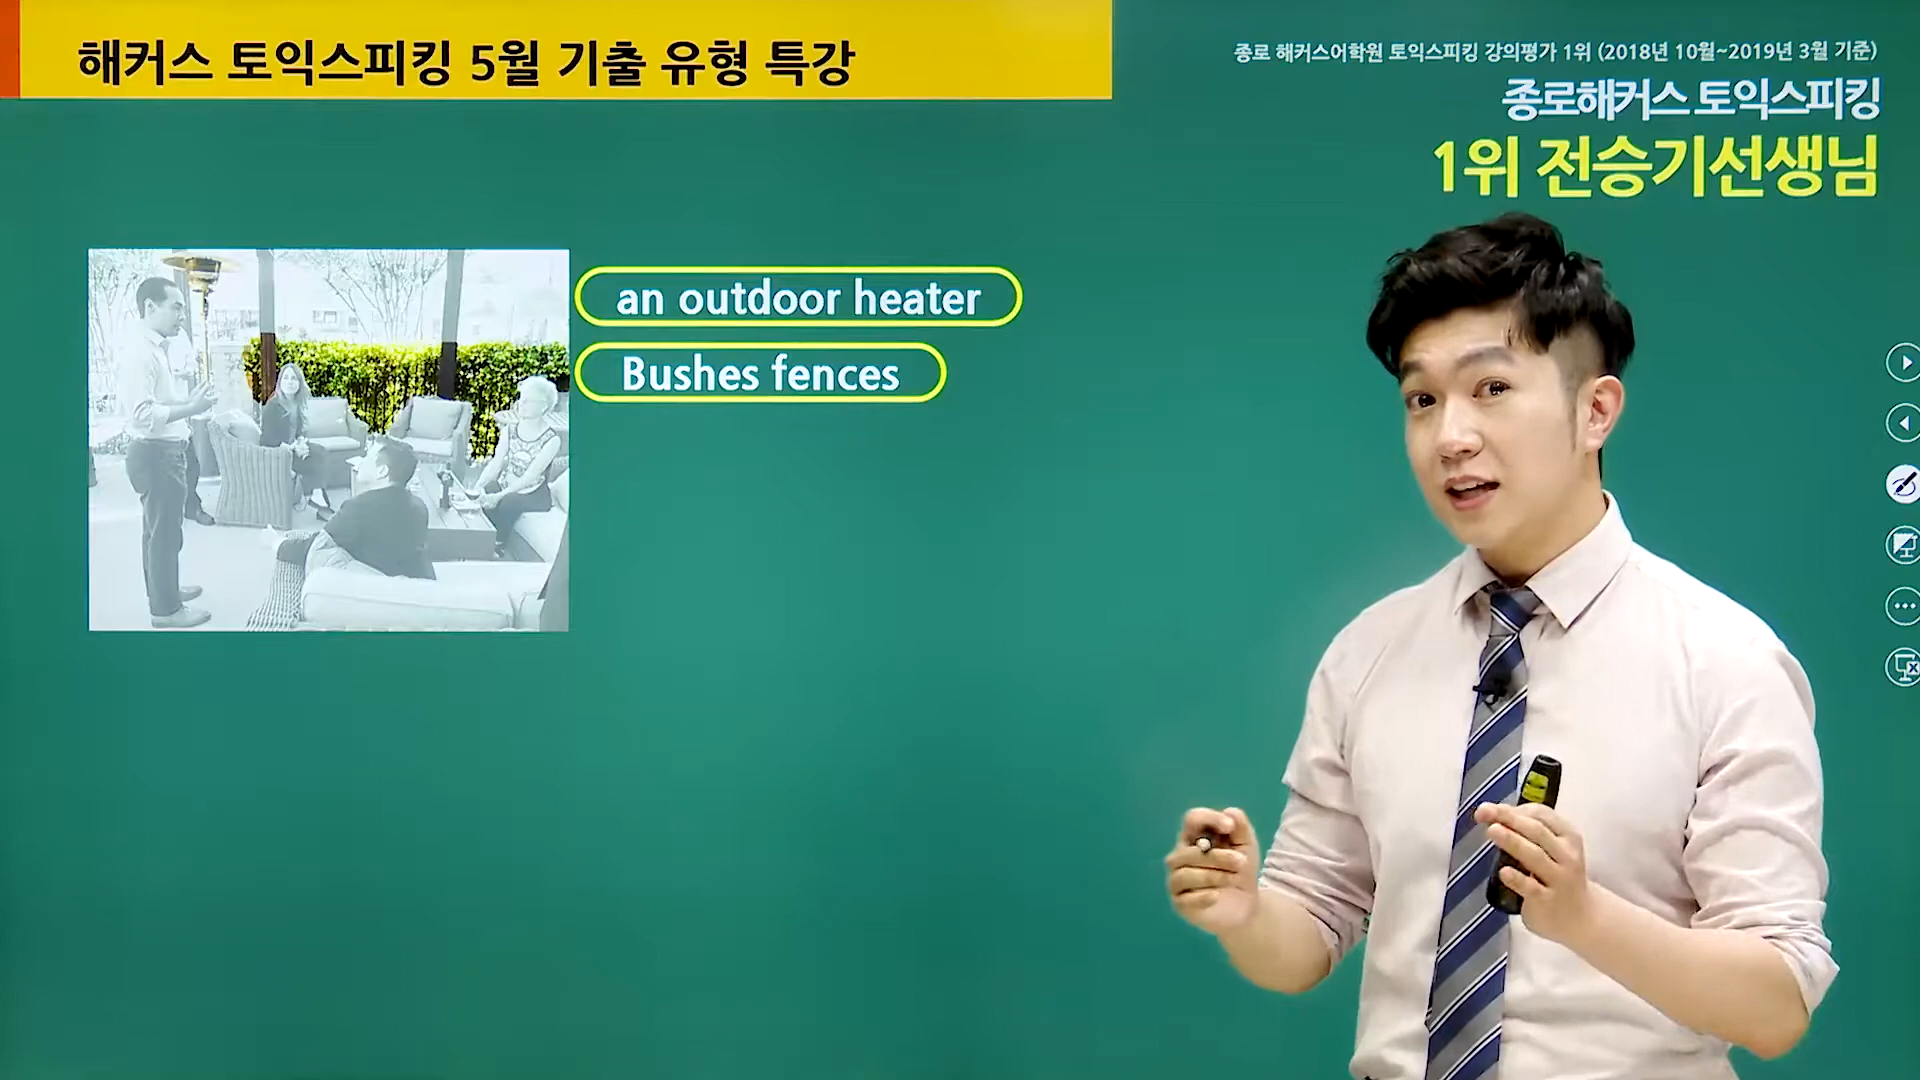 해커스 토익스피킹 5월 기출 유형 특강
종로 해커스어학원 토익스피킹 강의평가 1위 (2018년 10월~2019년 3월 기준)
종로해커스 토익스피킹
1위 전승기선생님
an outdoor heater
Bushes fences